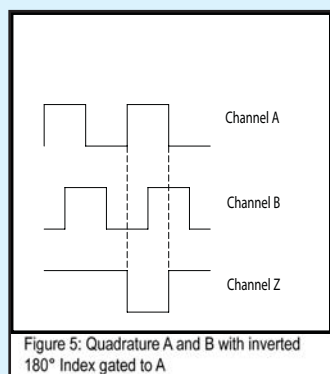 Channel A
Channel B
Channel Z
Figure 5: Quadrature A and B with inverted
180° Index gated to A